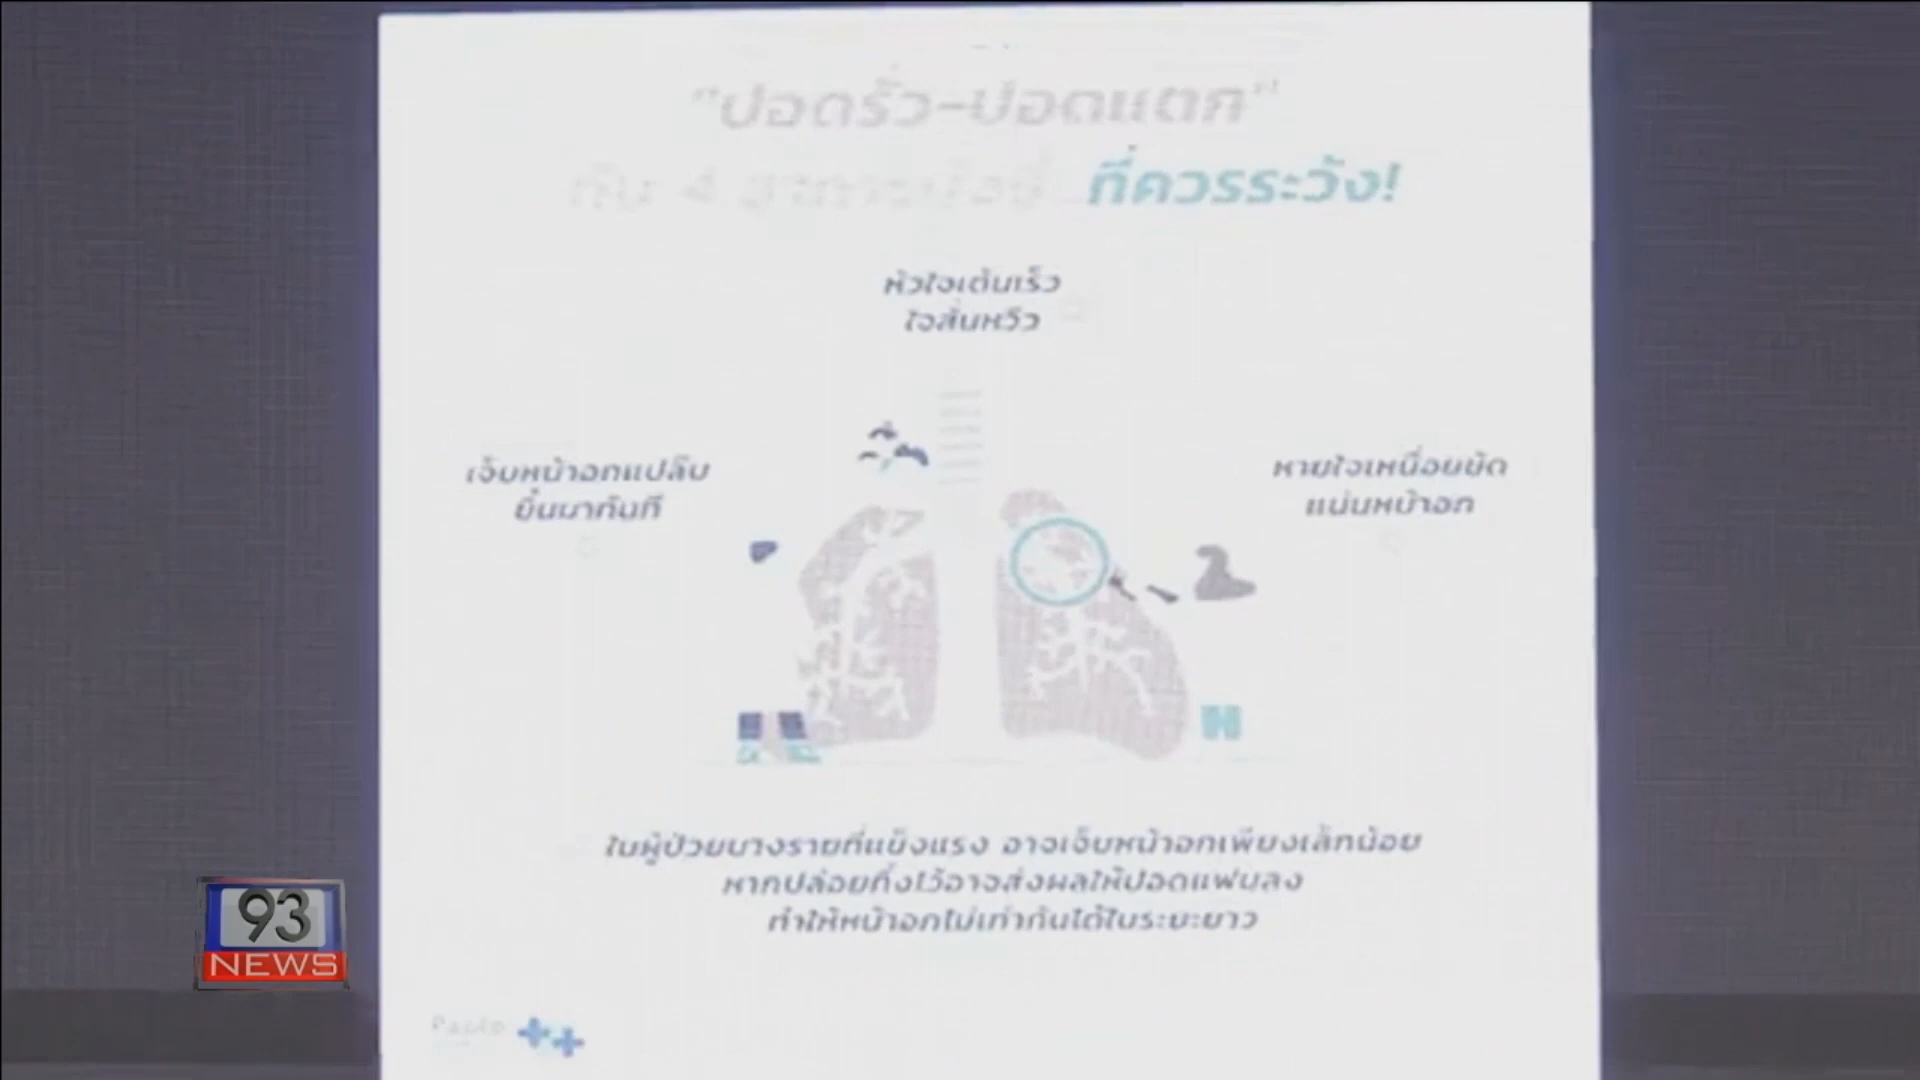 "ปอดรั่ว-ปอดแตก"
ที่ควรระวัง!
หัวใจเต้นเร็ว
ใจสั่นหวิว
เจ็บหน้าอกแปล๊บ
ขึ้นมาทันที
หายใจเหนื่อยขัด
แน่นหน้าอก
ในผู้ป่วยบางรายที่แข็งแรง อาจเจ็บหน้าอกเพียงเล็กน้อย
หากปล่อยทิ้งไว้อาจส่งผลให้ปอดแฟบลง
ทำให้หน้าอกไม่เท่ากันได้ในระยะยาว
93
NEWS